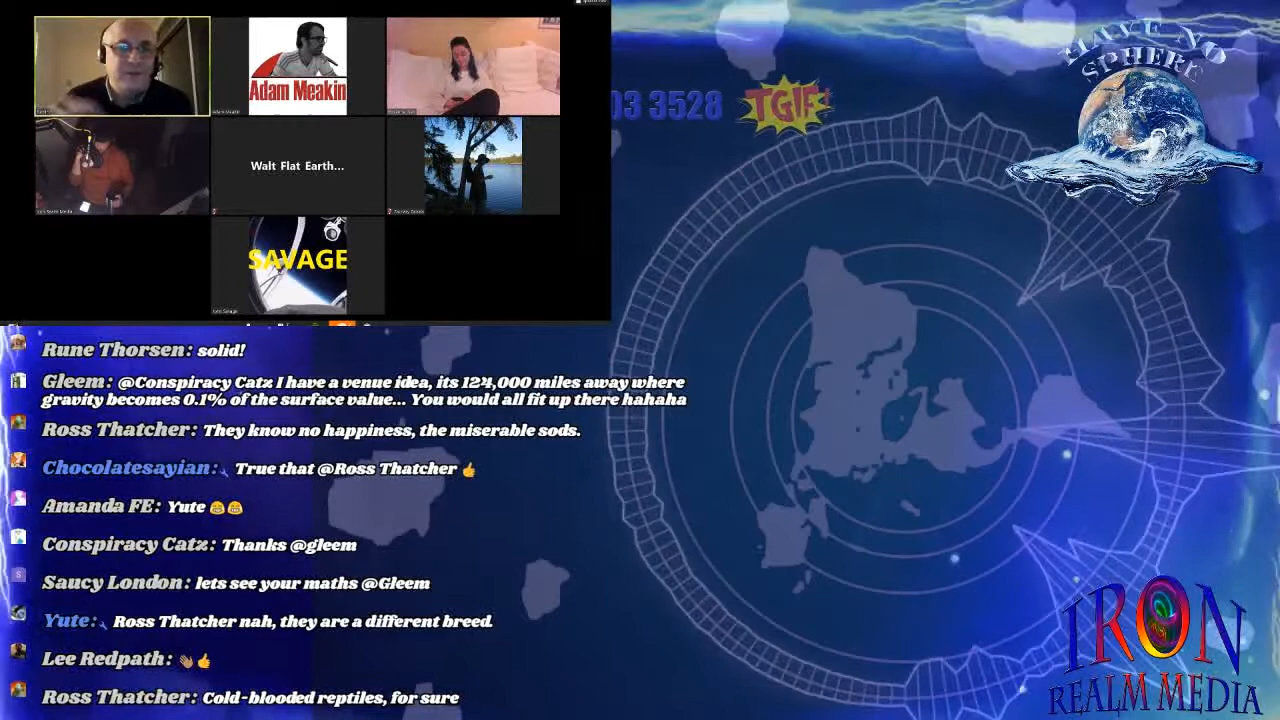 Adam Meakin
Walt Flat Earth...
SAVAGE
03 3528
TGIF!
HAVE NO
SPHERE
Rune Thorsen: solid!
Gleem: @Conspiracy Catz I have a venue idea, its 124,000 miles away where
gravity becomes 0.1% of the surface value... You would all fit up there hahaha
Ross Thatcher: They know no happiness, the miserable sods.
Chocolatesayian: True that @Ross Thatcher 👍
Amanda FE: Yute 😂😂
Conspiracy Catz: Thanks @gleem
Saucy London: lets see your maths @Gleem
Yute: Ross Thatcher nah, they are a different breed.
Lee Redpath: 👏🏽👍
Ross Thatcher: Cold-blooded reptiles, for sure
IRON
REALM MEDIA